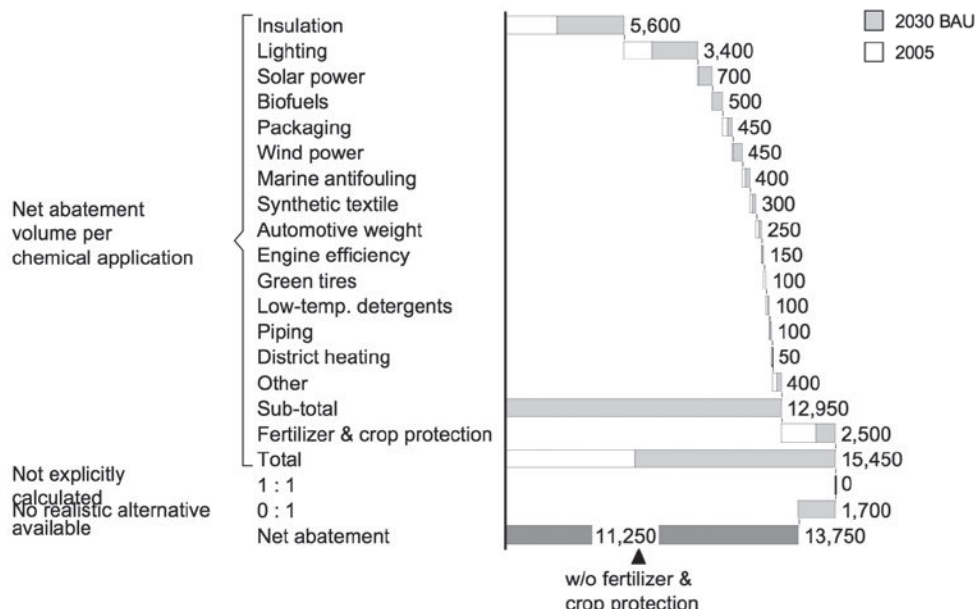 Insulation 5,600
Lighting 3,400
Solar power 700
Biofuels 500
Packaging 450
Wind power 450
Marine antifouling 400
Synthetic textile 300
Automotive weight 250
Engine efficiency 150
Green tires 100
Low-temp. detergents 100
Piping 100
District heating 50
Other 400
Sub-total 12,950
Fertilizer & crop protection 2,500
Total 15,450
1 : 1 0
0 : 1 1,700
Net abatement 11,250 13,750
w/o fertilizer &
crop protection
Net abatement
volume per
chemical application
Not explicitly
calculated
No realistic alternative
available
2030 BAU
2005